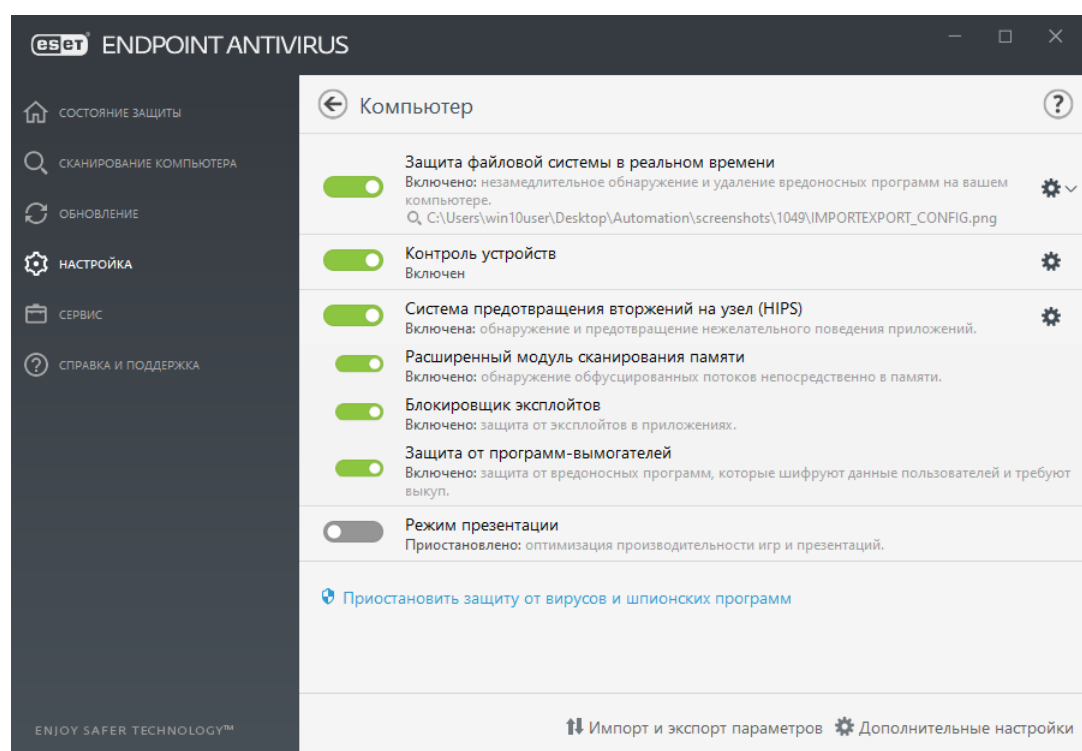 eset ENDPOINT ANTIVIRUS
СОСТОЯНИЕ ЗАЩИТЫ
СКАНИРОВАНИЕ КОМПЬЮТЕРА
ОБНОВЛЕНИЕ
НАСТРОЙКА
СЕРВИС
СПРАВКА И ПОДДЕРЖКА
ENJOY SAFER TECHNOLOGY™
Компьютер
?
Защита файловой системы в реальном времени
Включено: незамедлительное обнаружение и удаление вредоносных программ на вашем
компьютере.
C:\Users\win10user\Desktop\Automation\screenshots\1049\IMPORTEXPORT_CONFIG.png
Контроль устройств
Включен
Система предотвращения вторжений на узел (HIPS)
Включена: обнаружение и предотвращение нежелательного поведения приложений.
Расширенный модуль сканирования памяти
Включено: обнаружение обфусцированных потоков непосредственно в памяти.
Блокировщик эксплойтов
Включено: защита от эксплойтов в приложениях.
Защита от программ-вымогателей
Включено: защита от вредоносных программ, которые шифруют данные пользователей и требуют
выкуп.
Режим презентации
Приостановлено: оптимизация производительности игр и презентаций.
Приостановить защиту от вирусов и шпионских программ
Импорт и экспорт параметров
Дополнительные настройки